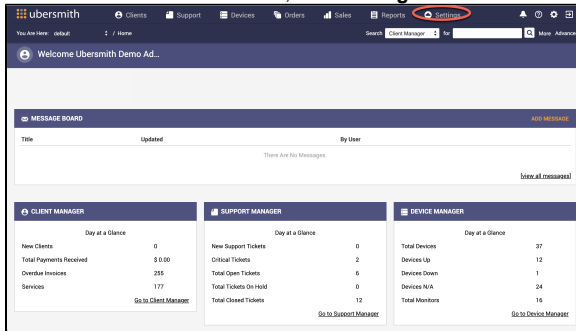 ubersmith Clients Support Devices Orders Sales Reports Settings
You Are Here: default / Home Search Client Manager for More Advance
Welcome Ubersmith Demo Ad...
MESSAGE BOARD ADD MESSAGE
Title Updated By User
There Are No Messages.
[view all messages]
CLIENT MANAGER SUPPORT MANAGER DEVICE MANAGER
Day at a Glance Day at a Glance Day at a Glance
New Clients 0 New Support Tickets 0 Total Devices 37
Total Payments Received $ 0.00 Critical Tickets 2 Devices Up 12
Overdue Invoices 255 Total Open Tickets 6 Devices Down 1
Services 177 Total Tickets On Hold 0 Devices N/A 24
Go to Client Manager Total Closed Tickets 12 Total Monitors 16
Go to Support Manager Go to Device Manager